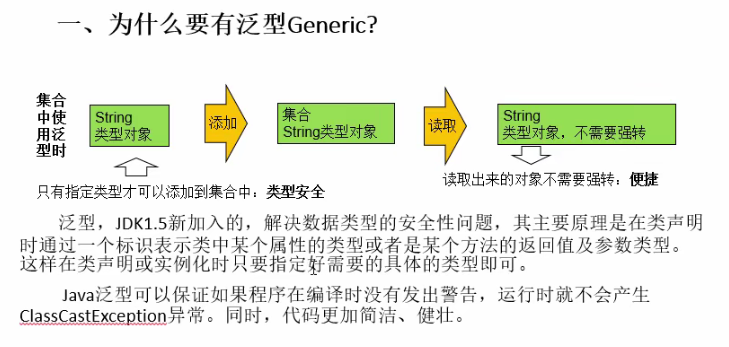 一、为什么要有泛型Generic?
集合
中使
用泛
型时
String
类型对象
添加
集合
String类型对象
读取
String
类型对象，不需要强转
只有指定类型才可以添加到集合中：类型安全
读取出来的对象不需要强转：便捷
泛型，JDK1.5新加入的，解决数据类型的安全性问题，其主要原理是在类声明
时通过一个标识表示类中某个属性的类型或者是某个方法的返回值及参数类型。
这样在类声明或实例化时只要指定好需要的具体的类型即可。
Java泛型可以保证如果程序在编译时没有发出警告，运行时就不会产生
ClassCastException异常。同时，代码更加简洁、健壮。